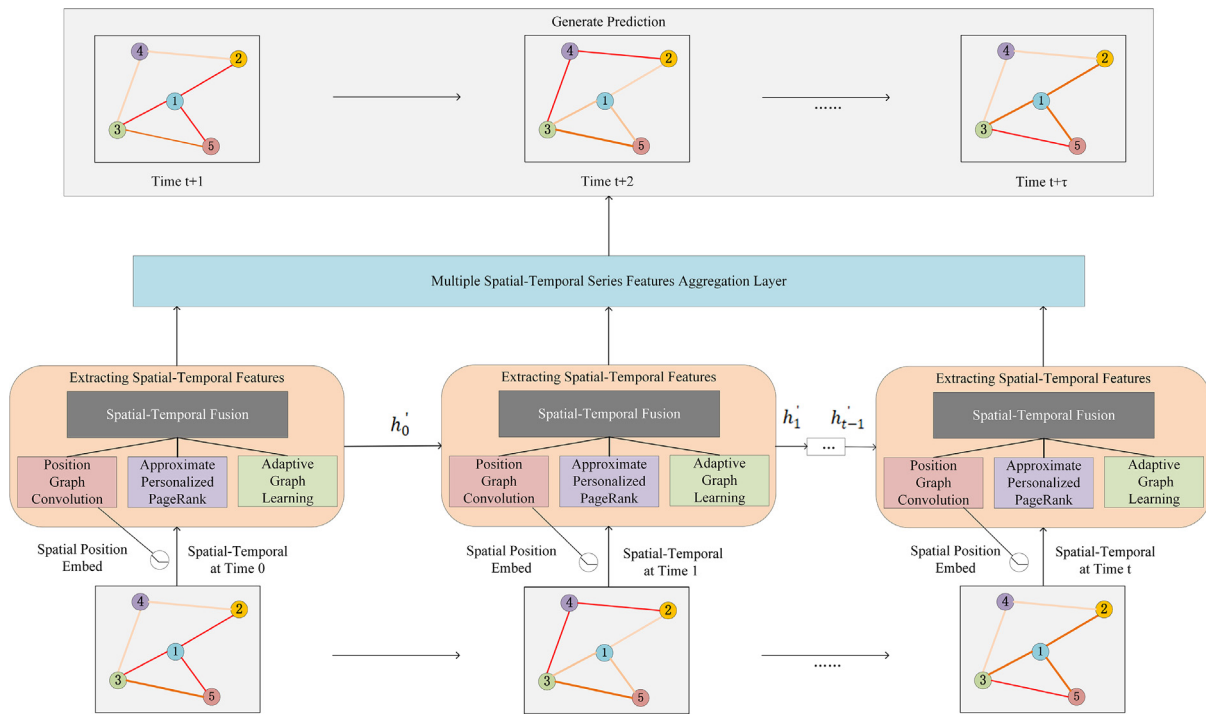 Generate Prediction
4
2
1
3
5
4
2
1
3
5
4
2
1
3
5
......
Time t+1
Time t+2
Time t+τ
Multiple Spatial-Temporal Series Features Aggregation Layer
Extracting Spatial-Temporal Features
Spatial-Temporal Fusion
Position
Graph
Convolution
Approximate
Personalized
PageRank
Adaptive
Graph
Learning
h₀'
Extracting Spatial-Temporal Features
Spatial-Temporal Fusion
Position
Graph
Convolution
Approximate
Personalized
PageRank
Adaptive
Graph
Learning
h₁'
...
hₜ₋₁'
Extracting Spatial-Temporal Features
Spatial-Temporal Fusion
Position
Graph
Convolution
Approximate
Personalized
PageRank
Adaptive
Graph
Learning
Spatial Position
Embed
Spatial-Temporal
at Time 0
Spatial Position
Embed
Spatial-Temporal
at Time 1
Spatial Position
Embed
Spatial-Temporal
at Time t
4
2
1
3
5
4
2
1
3
5
......
4
2
1
3
5